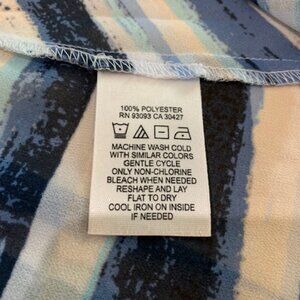 100% POLYESTER
RN 93093 CA 30427
MACHINE WASH COLD
WITH SIMILAR COLORS
GENTLE CYCLE
ONLY NON-CHLORINE
BLEACH WHEN NEEDED
RESHAPE AND LAY
FLAT TO DRY
COOL IRON ON INSIDE
IF NEEDED